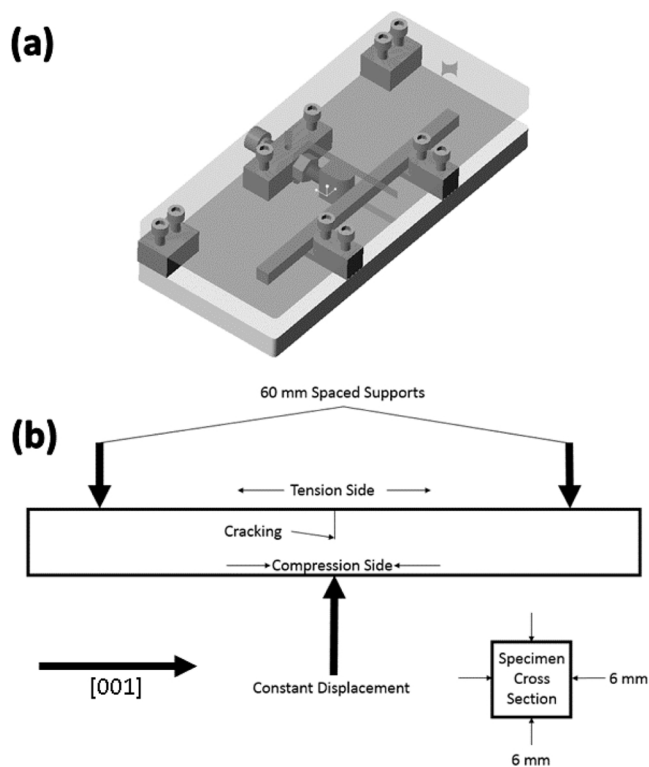 (a)
60 mm Spaced Supports
(b)
Tension Side
Cracking
Compression Side
[001]
Constant Displacement
Specimen
Cross
Section
6 mm
6 mm